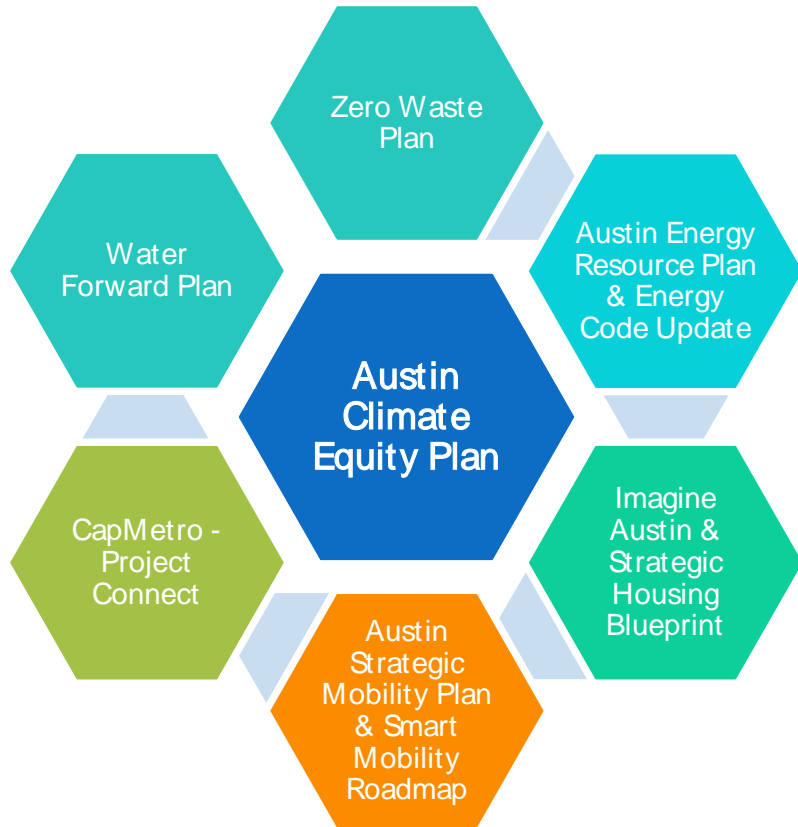 Zero Waste
Plan
Austin Energy
Resource Plan
& Energy
Code Update
Imagine
Austin &
Strategic
Housing
Blueprint
Austin
Strategic
Mobility Plan
& Smart
Mobility
Roadmap
CapMetro -
Project
Connect
Water
Forward Plan
Austin
Climate
Equity Plan